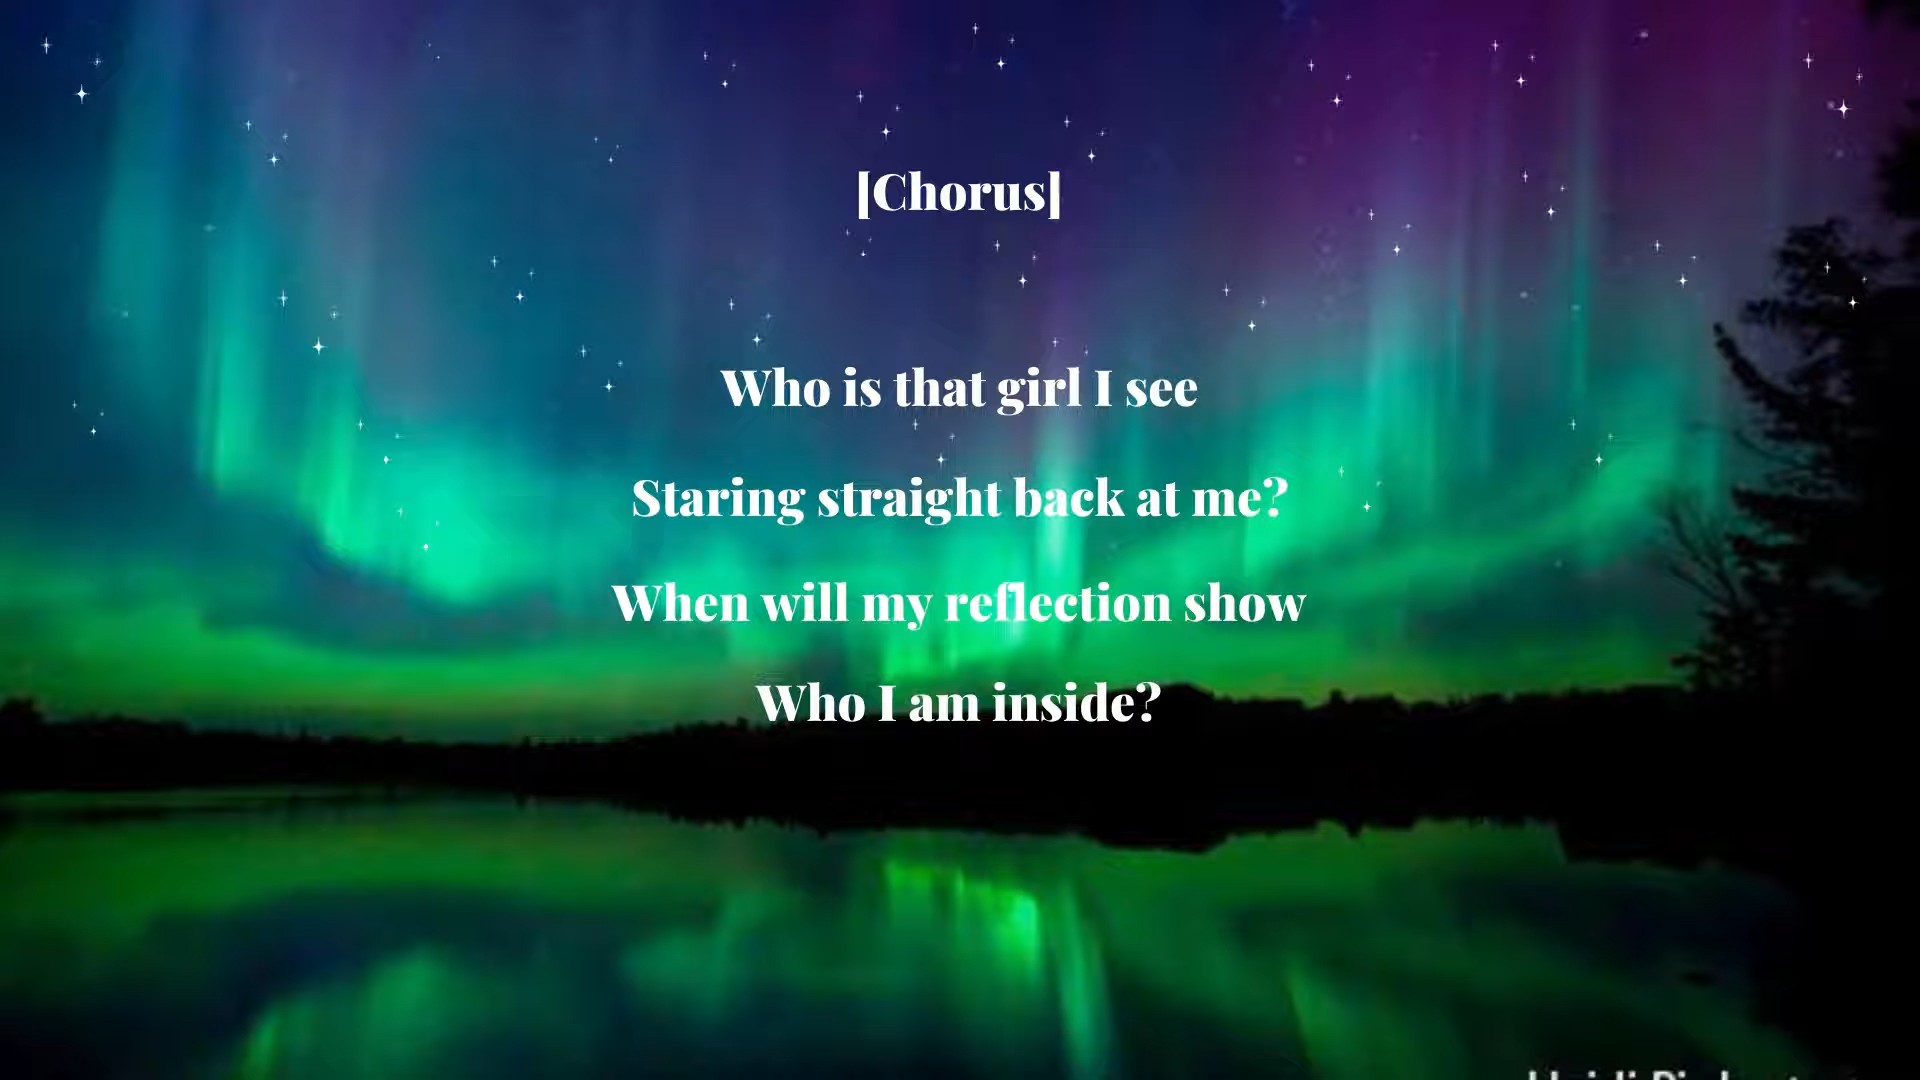 [Chorus]
Who is that girl I see
Staring straight back at me?
When will my reflection show
Who I am inside?